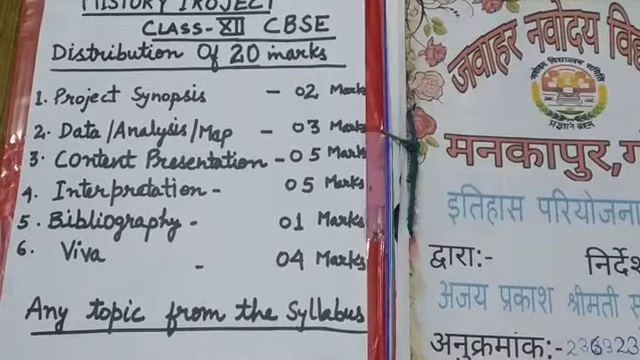 HISTORY PROJECT
CLASS-XII CBSE
Distribution Of 20 marks
1. Project Synopsis - 02 Marks
2. Data/Analysis/Map - 03 Marks
3. Content Presentation - 05 Marks
4. Interpretation - 05 Marks
5. Bibliography - 01 Marks
6. Viva - 04 Marks
Any topic from the Syllabus
जवाहर नवोदय
मनकापुर,
इतिहास परियोजना
द्वारा:-
अजय प्रकाश श्रीमती
अनुक्रमांक:-